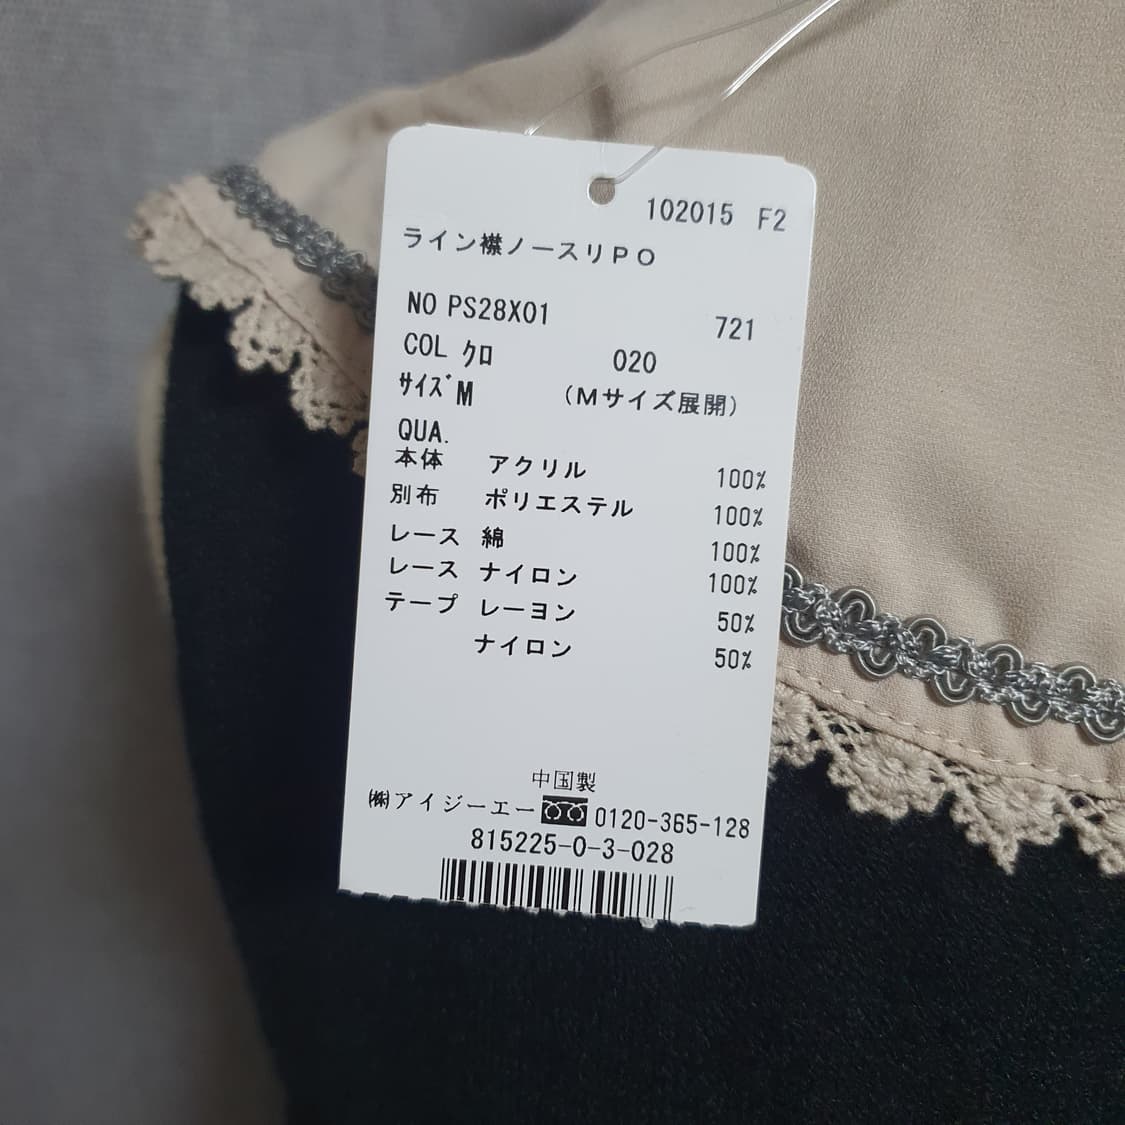 102015 F2
ライン襟ノースリPO
NO PS28X01 721
COL クロ 020
サイズ M （Mサイズ展開）
QUA.
本体 アクリル 100%
別布 ポリエステル 100%
レース 綿 100%
レース ナイロン 100%
テープ レーヨン 50%
ナイロン 50%
中国製
㈱アイジーエー 0120-365-128
815225-0-3-028